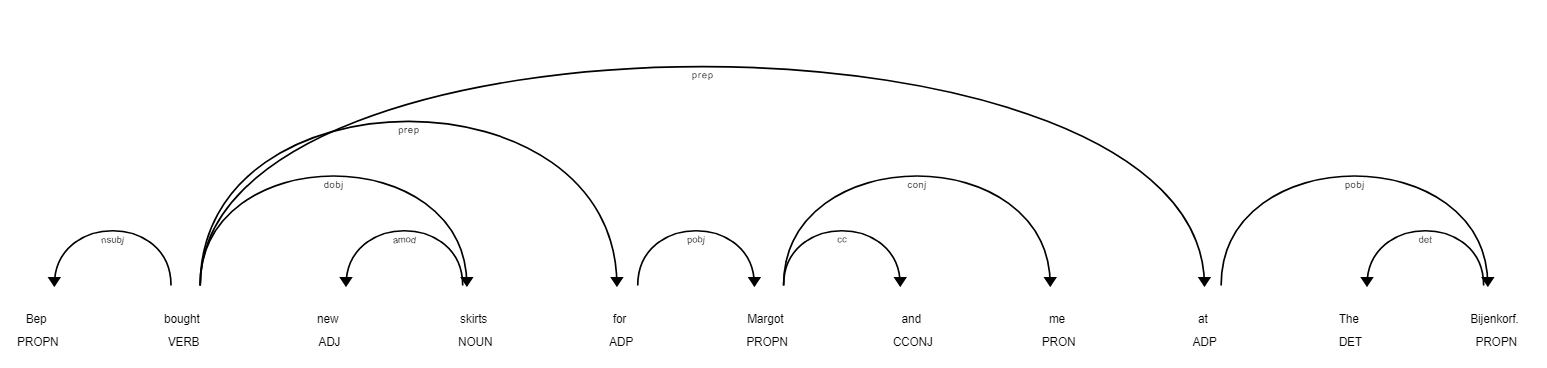 prep
prep
dobj conj pobj
nsubj amod pobj cc det
Bep bought new skirts for Margot and me at The Bijenkorf.
PROPN VERB ADJ NOUN ADP PROPN CCONJ PRON ADP DET PROPN